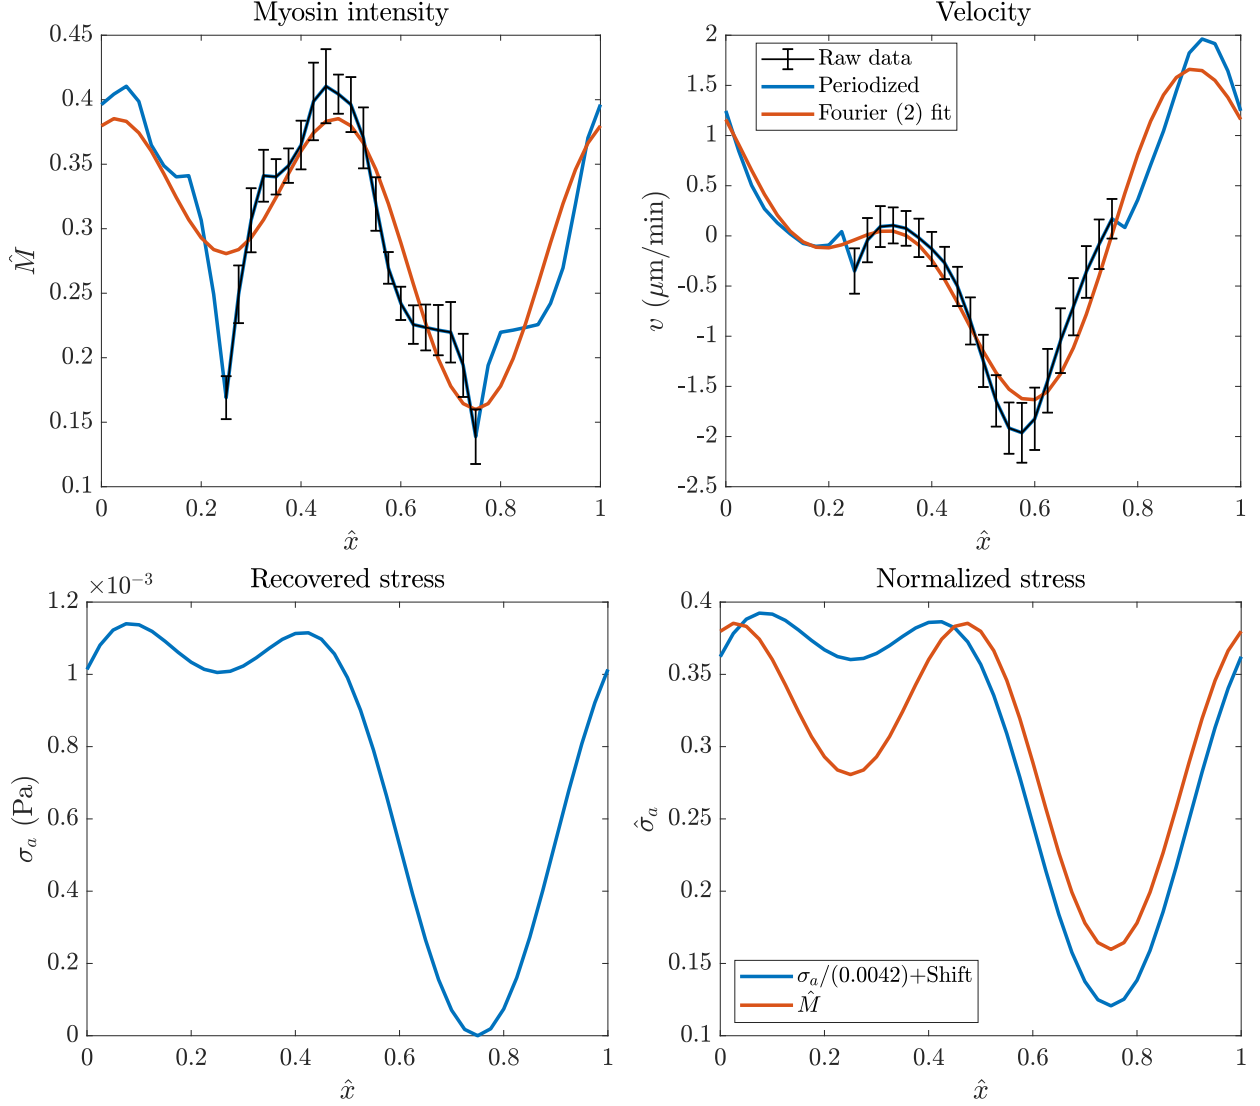 Myosin intensity
0.45
0.4
0.35
0.3
0.25
0.2
0.15
0.1
M̂
0 0.2 0.4 0.6 0.8 1
x̂
Velocity
2
1.5
1
0.5
0
-0.5
-1
-1.5
-2
-2.5
v (μm/min)
Raw data
Periodized
Fourier (2) fit
0 0.2 0.4 0.6 0.8 1
x̂
Recovered stress
×10⁻³
1.2
1
0.8
0.6
0.4
0.2
0
σₐ (Pa)
0 0.2 0.4 0.6 0.8 1
x̂
Normalized stress
0.4
0.35
0.3
0.25
0.2
0.15
0.1
σ̂ₐ
σₐ/(0.0042)+Shift
M̂
0 0.2 0.4 0.6 0.8 1
x̂